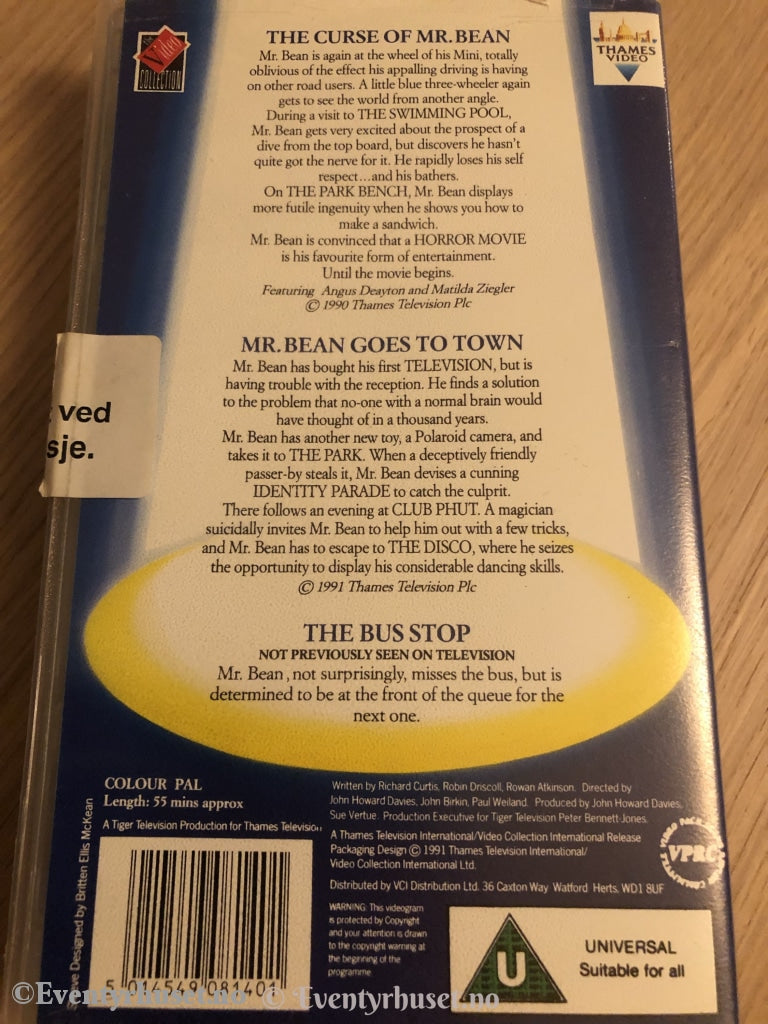 THE CURSE OF MR. BEAN
Mr. Bean is again at the wheel of his Mini, totally
oblivious of the effect his appalling driving is having
on other road users. A little blue three-wheeler again
gets to see the world from another angle.
During a visit to THE SWIMMING POOL,
Mr. Bean gets very excited about the prospect of a
dive from the top board, but discovers he hasn't
quite got the nerve for it. He rapidly loses his self
respect...and his bathers.
On THE PARK BENCH, Mr. Bean displays
more futile ingenuity when he shows you how to
make a sandwich.
Mr. Bean is convinced that a HORROR MOVIE
is his favourite form of entertainment.
Until the movie begins.
Featuring Angus Deayton and Matilda Ziegler
© 1990 Thames Television Plc
Video
COLLECTION
THAMES
VIDEO
MR. BEAN GOES TO TOWN
Mr. Bean has bought his first TELEVISION, but is
having trouble with the reception. He finds a solution
to the problem that no-one with a normal brain would
have thought of in a thousand years.
Mr. Bean has another new toy, a Polaroid camera, and
takes it to THE PARK. When a deceptively friendly
passer-by steals it, Mr. Bean devises a cunning
IDENTITY PARADE to catch the culprit.
There follows an evening at CLUB PHUT. A magician
suicidally invites Mr. Bean to help him out with a few tricks,
and Mr. Bean has to escape to THE DISCO, where he seizes
the opportunity to display his considerable dancing skills.
© 1991 Thames Television Plc
ved
sje.
THE BUS STOP
NOT PREVIOUSLY SEEN ON TELEVISION
Mr. Bean, not surprisingly, misses the bus, but is
determined to be at the front of the queue for the
next one.
COLOUR PAL
Length: 55 mins approx
A Tiger Television Production for Thames Television
Written by Richard Curtis, Robin Driscoll, Rowan Atkinson. Directed by
John Howard Davies, John Birkin, Paul Weiland. Produced by John Howard Davies,
Sue Vertue. Production Executive for Tiger Television Peter Bennett-Jones.
A Thames Television International/Video Collection International Release
Packaging Design © 1991 Thames Television International/
Video Collection International Ltd.
Distributed by VCI Distribution Ltd. 36 Caxton Way Watford Herts. WD1 8UF
WARNING: This videogram
is protected by Copyright
and your attention is drawn
to the copyright warning at
the beginning of the
programme.
VPRC
U
UNIVERSAL
Suitable for all
Designed by Britten Ellis McKean
5 014549 081401
©Eventyrhuset.no © Eventyrhuset.no